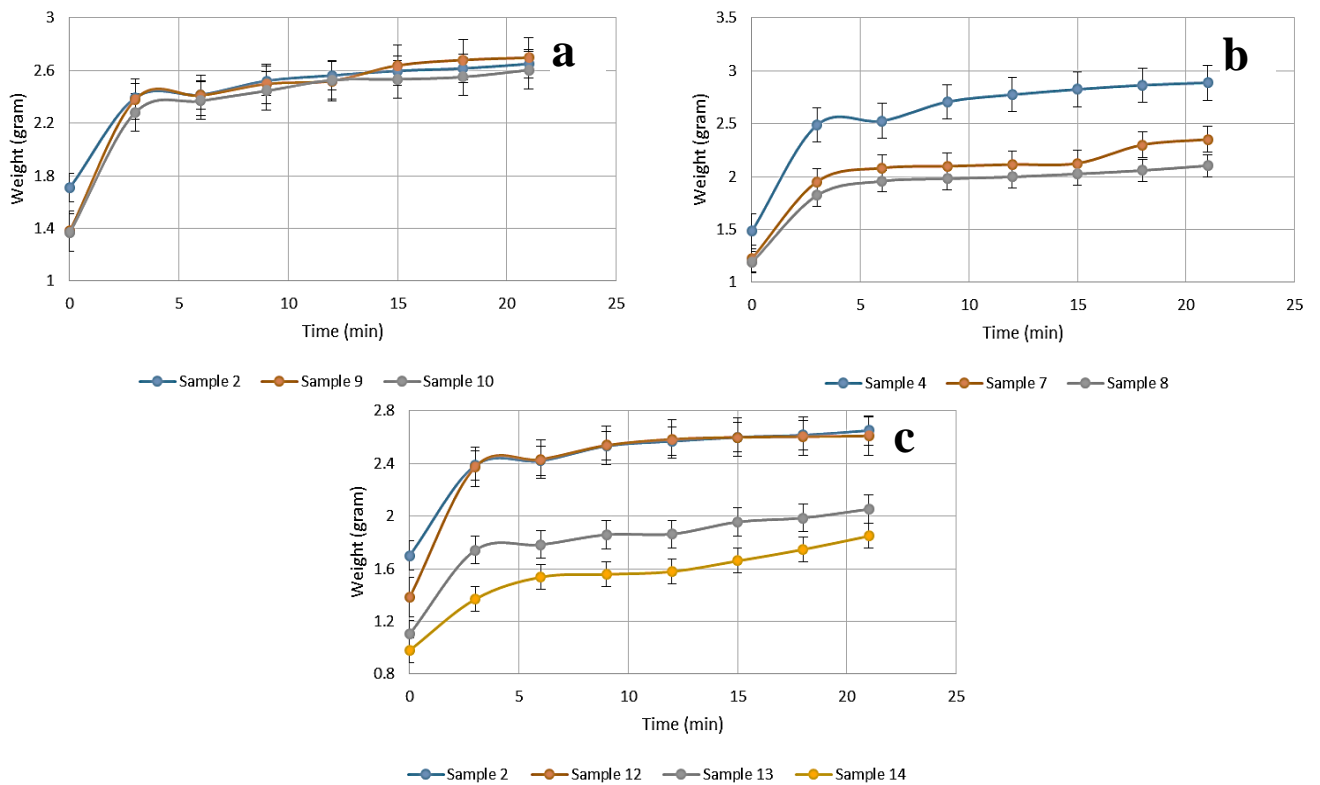 3
2.6
2.2
1.8
1.4
1
Weight (gram)
a
0
5
10
15
20
25
Time (min)
Sample 2
Sample 9
Sample 10
3.5
3
2.5
2
1.5
1
Weight (gram)
b
0
5
10
15
20
25
Time (min)
Sample 4
Sample 7
Sample 8
2.8
2.4
2
1.6
1.2
0.8
Weight (gram)
c
0
5
10
15
20
25
Time (min)
Sample 2
Sample 12
Sample 13
Sample 14